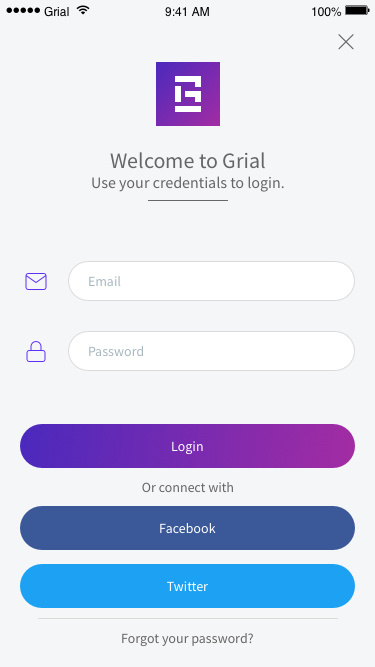 Grial 9:41 AM 100%
Welcome to Grial
Use your credentials to login.
Email
Password
Login
Or connect with
Facebook
Twitter
Forgot your password?